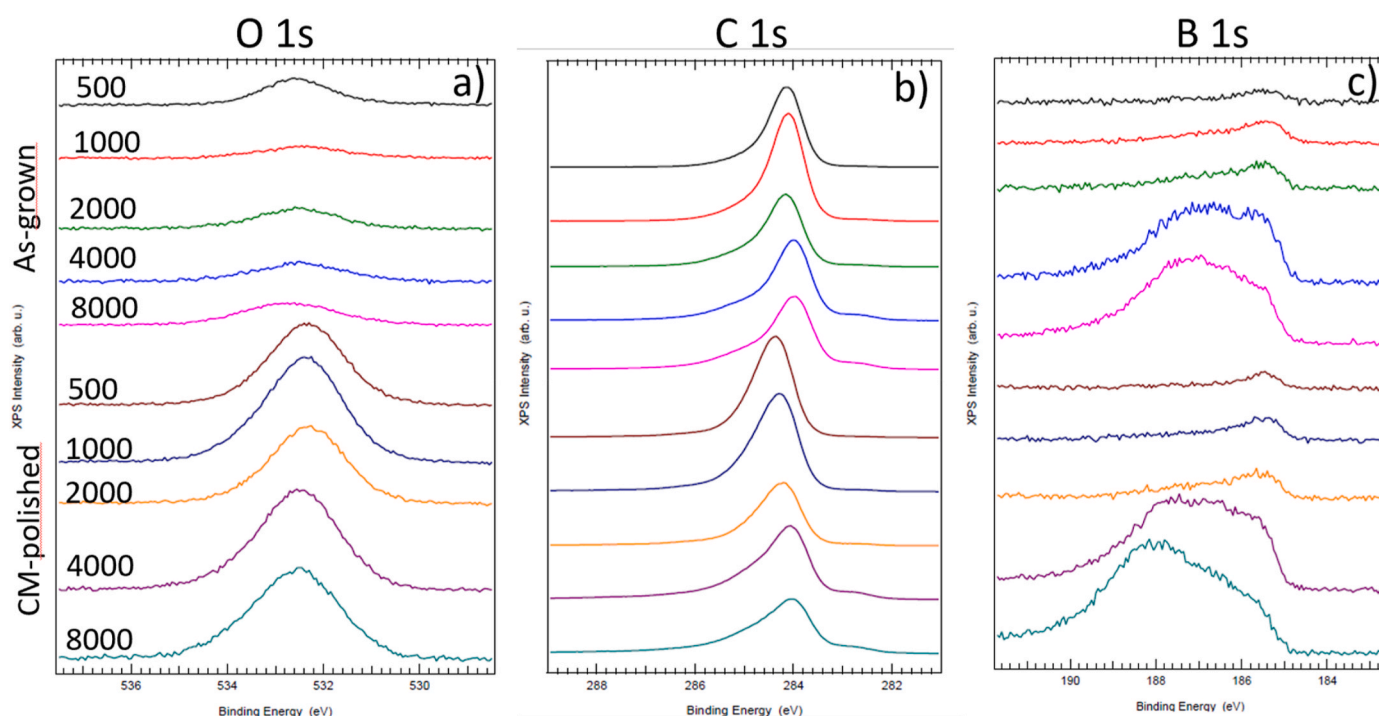 O 1s
C 1s
B 1s
a)
b)
c)
As-grown
CM-polished
500
1000
2000
4000
8000
500
1000
2000
4000
8000
XPS Intensity (arb. u.)
XPS Intensity (arb. u.)
XPS Intensity (arb. u.)
536 534 532 530
288 286 284 282
190 188 186 184
Binding Energy (eV)
Binding Energy (eV)
Binding Energy (eV)